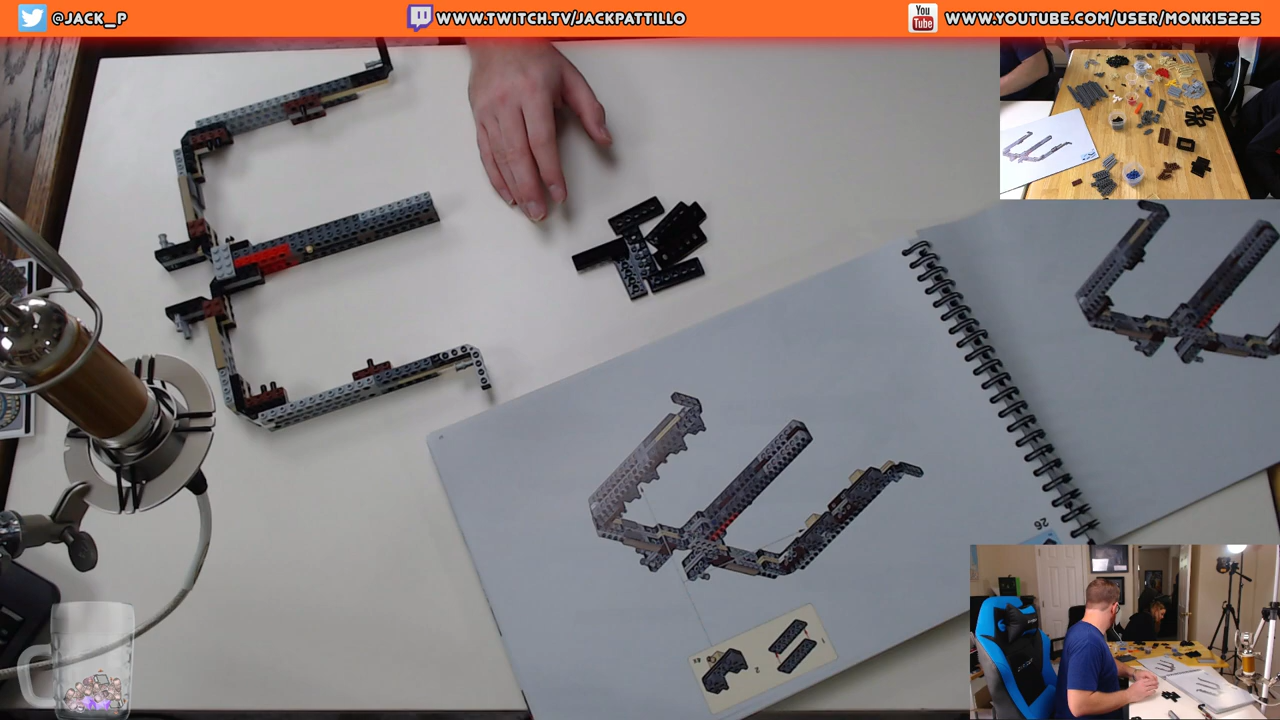 @JACK_P
WWW.TWITCH.TV/JACKPATTILLO
You
Tube
WWW.YOUTUBE.COM/USER/MONKI5225
26